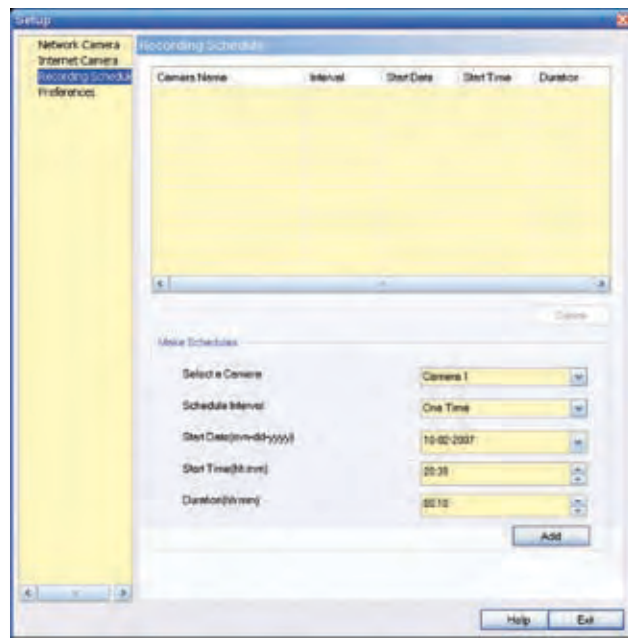 Setup
Network Camera
Internet Camera
Recording Schedule
Preferences
Recording Schedule
Camera Name Interval Start Date Start Time Duration
Delete
Make Schedules
Select a Camera Camera 1
Schedule Interval One Time
Start Date(mm-dd-yyyy) 10-02-2007
Start Time(hh:mm) 20:38
Duration(hh:mm) 00:10
Add
Help Exit